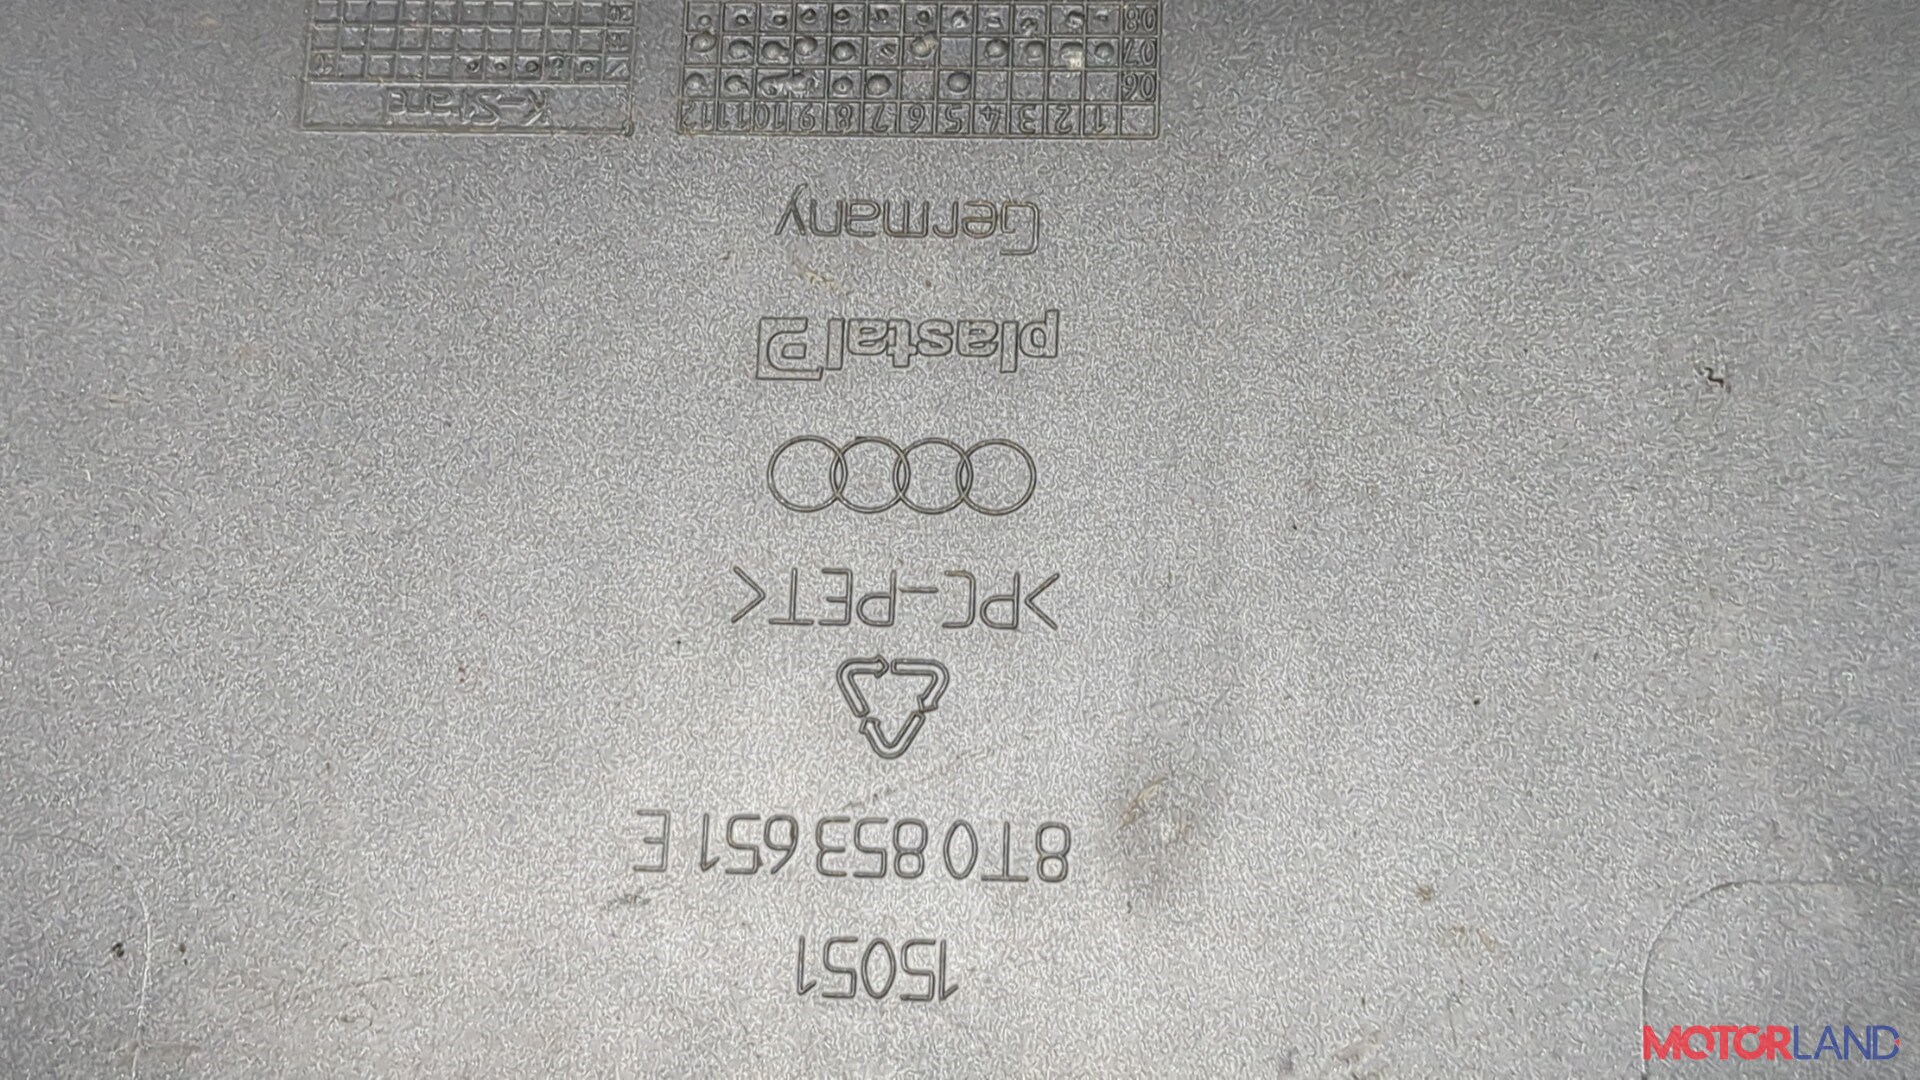 15051
8T0 853 651 E
>PC-PET<
plastal
Germany
1 2 3 4 5 6 7 8 9 10 11 12
06
07
08
K-Stand
MOTORLAND